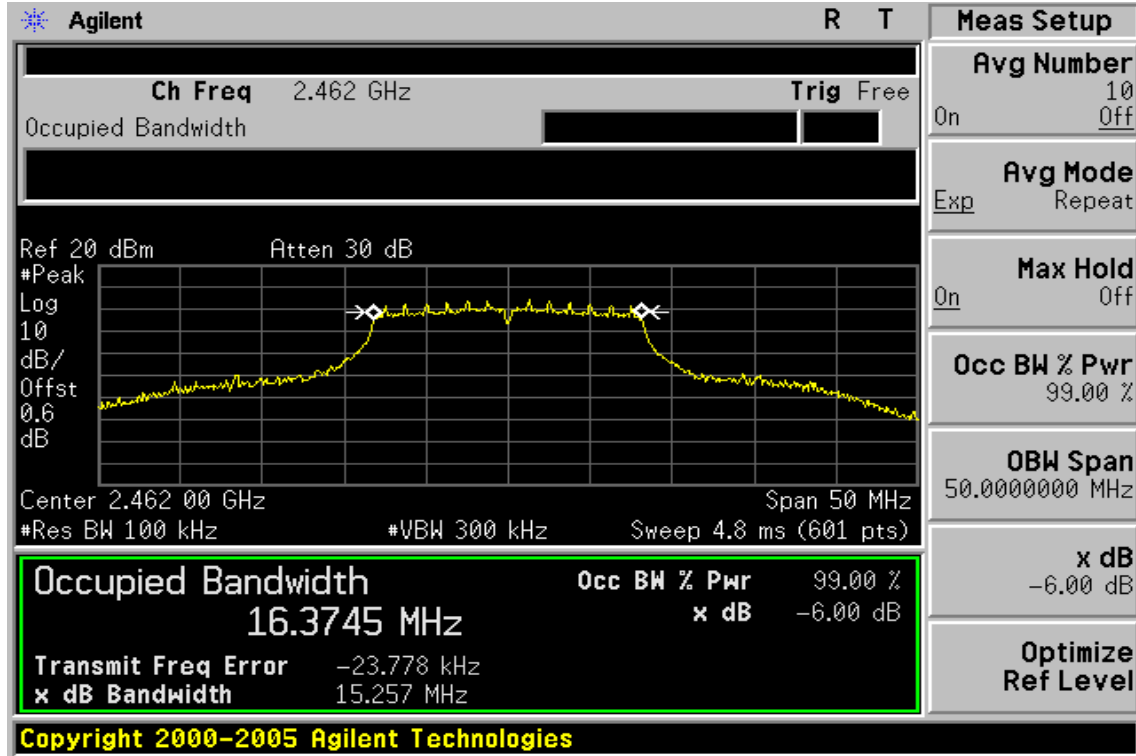 Agilent R T
Ch Freq 2.462 GHz Trig Free
Occupied Bandwidth
Ref 20 dBm Atten 30 dB
#Peak
Log
10
dB/
Offst
0.6
dB
Center 2.462 00 GHz Span 50 MHz
#Res BW 100 kHz #VBW 300 kHz Sweep 4.8 ms (601 pts)
Occupied Bandwidth
16.3745 MHz
Occ BW % Pwr 99.00 %
x dB -6.00 dB
Transmit Freq Error -23.778 kHz
x dB Bandwidth 15.257 MHz
Copyright 2000-2005 Agilent Technologies
Meas Setup
Avg Number
10
On Off
Avg Mode
Exp Repeat
Max Hold
On Off
Occ BW % Pwr
99.00 %
OBW Span
50.0000000 MHz
x dB
-6.00 dB
Optimize
Ref Level